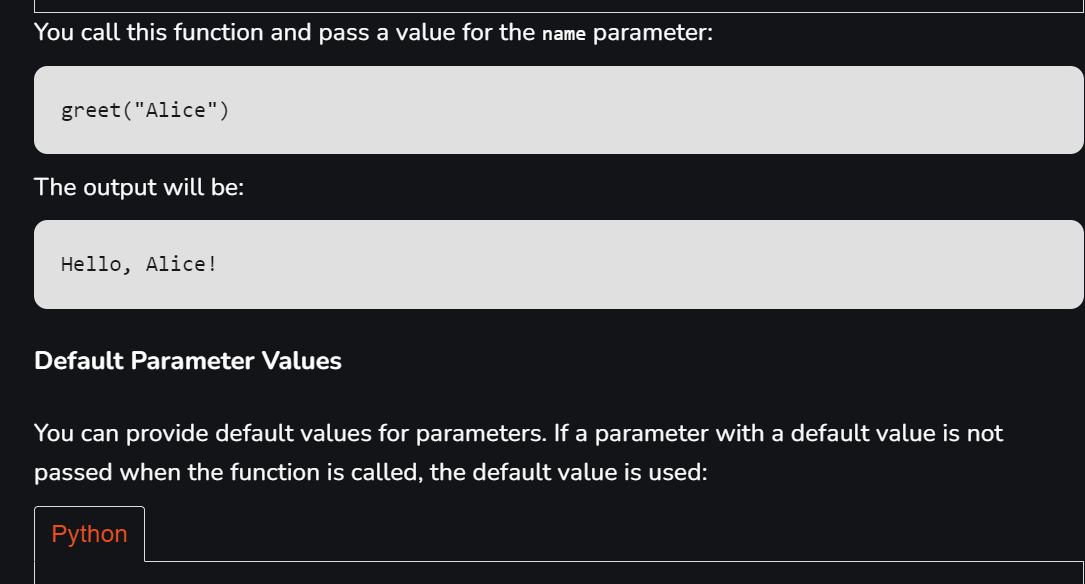 You call this function and pass a value for the name parameter:
greet("Alice")
The output will be:
Hello, Alice!
Default Parameter Values
You can provide default values for parameters. If a parameter with a default value is not
passed when the function is called, the default value is used:
Python